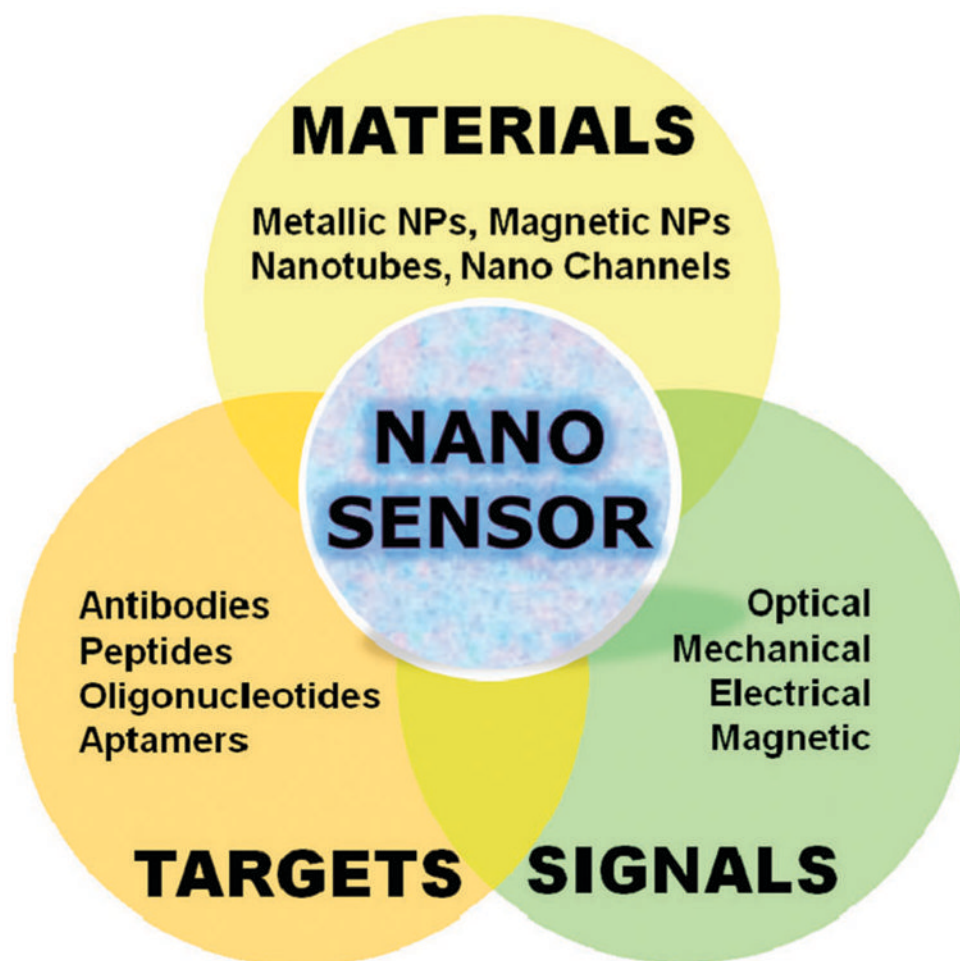 MATERIALS
Metallic NPs, Magnetic NPs
Nanotubes, Nano Channels
NANO
SENSOR
Antibodies
Peptides
Oligonucleotides
Aptamers
TARGETS
Optical
Mechanical
Electrical
Magnetic
SIGNALS